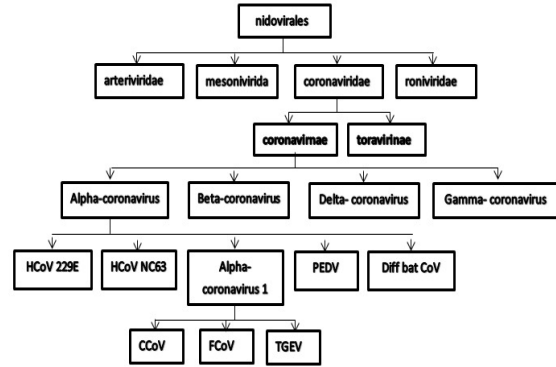 nidovirales
arteriviridae
mesonivirida
coronaviridae
roniviridae
coronavirnae
toravirinae
Alpha-coronavirus
Beta-coronavirus
Delta- coronavirus
Gamma- coronavirus
HCoV 229E
HCoV NC63
Alpha-
coronavirus 1
PEDV
Diff bat CoV
CCoV
FCoV
TGEV